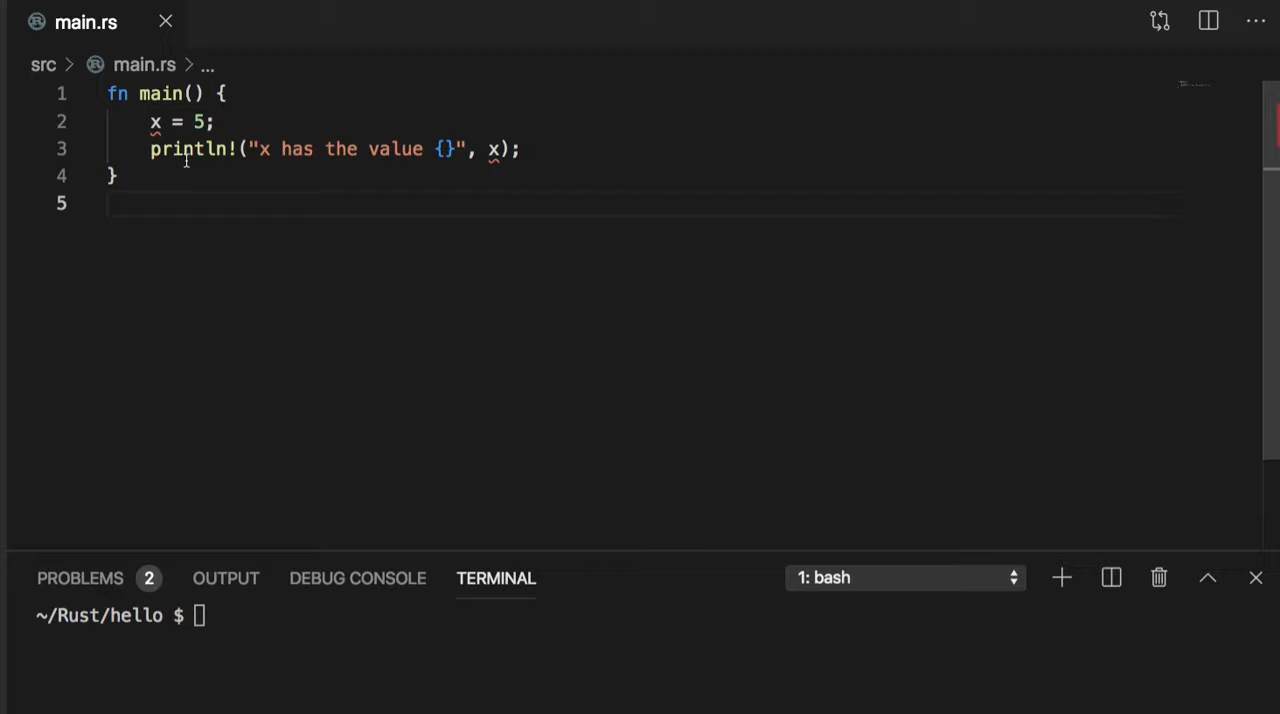 main.rs
src > main.rs > ...
1 fn main() {
2     x = 5;
3     println!("x has the value {}", x);
4 }
5
PROBLEMS 2 OUTPUT DEBUG CONSOLE TERMINAL 1: bash
~/Rust/hello $